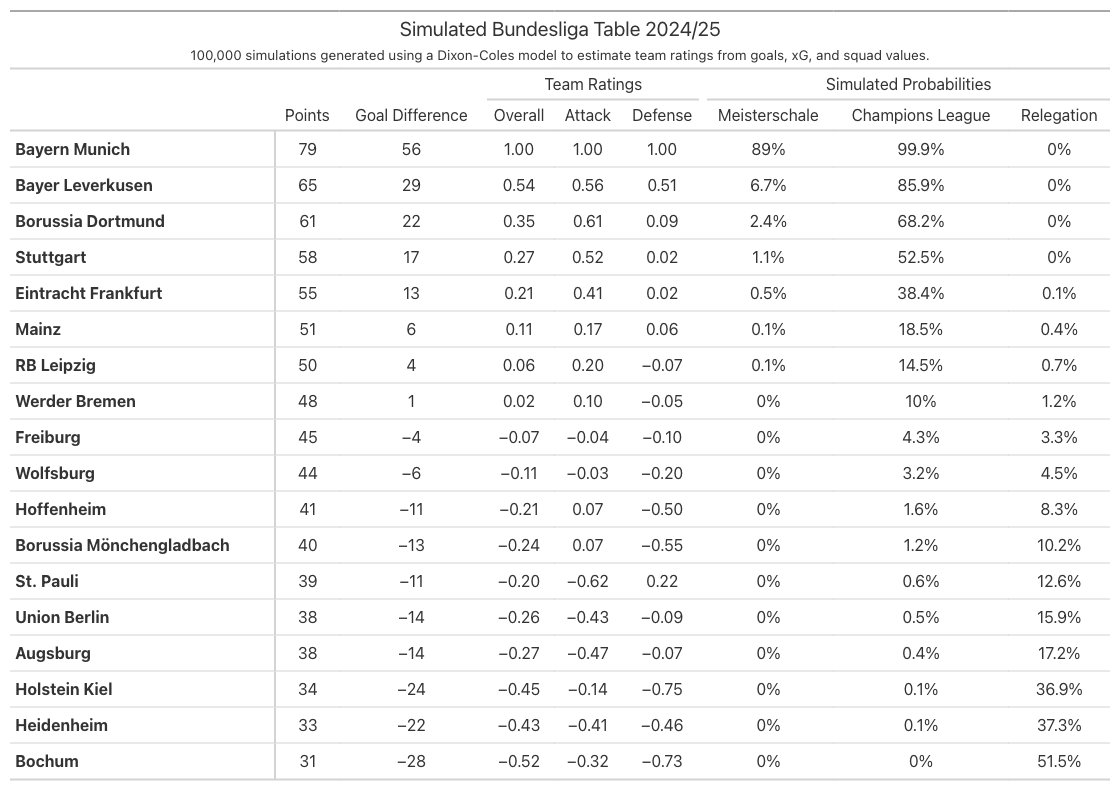 Simulated Bundesliga Table 2024/25
100,000 simulations generated using a Dixon-Coles model to estimate team ratings from goals, xG, and squad values.
Team Ratings Simulated Probabilities
Points Goal Difference Overall Attack Defense Meisterschale Champions League Relegation
Bayern Munich 79 56 1.00 1.00 1.00 89% 99.9% 0%
Bayer Leverkusen 65 29 0.54 0.56 0.51 6.7% 85.9% 0%
Borussia Dortmund 61 22 0.35 0.61 0.09 2.4% 68.2% 0%
Stuttgart 58 17 0.27 0.52 0.02 1.1% 52.5% 0%
Eintracht Frankfurt 55 13 0.21 0.41 0.02 0.5% 38.4% 0.1%
Mainz 51 6 0.11 0.17 0.06 0.1% 18.5% 0.4%
RB Leipzig 50 4 0.06 0.20 −0.07 0.1% 14.5% 0.7%
Werder Bremen 48 1 0.02 0.10 −0.05 0% 10% 1.2%
Freiburg 45 −4 −0.07 −0.04 −0.10 0% 4.3% 3.3%
Wolfsburg 44 −6 −0.11 −0.03 −0.20 0% 3.2% 4.5%
Hoffenheim 41 −11 −0.21 0.07 −0.50 0% 1.6% 8.3%
Borussia Mönchengladbach 40 −13 −0.24 0.07 −0.55 0% 1.2% 10.2%
St. Pauli 39 −11 −0.20 −0.62 0.22 0% 0.6% 12.6%
Union Berlin 38 −14 −0.26 −0.43 −0.09 0% 0.5% 15.9%
Augsburg 38 −14 −0.27 −0.47 −0.07 0% 0.4% 17.2%
Holstein Kiel 34 −24 −0.45 −0.14 −0.75 0% 0.1% 36.9%
Heidenheim 33 −22 −0.43 −0.41 −0.46 0% 0.1% 37.3%
Bochum 31 −28 −0.52 −0.32 −0.73 0% 0% 51.5%